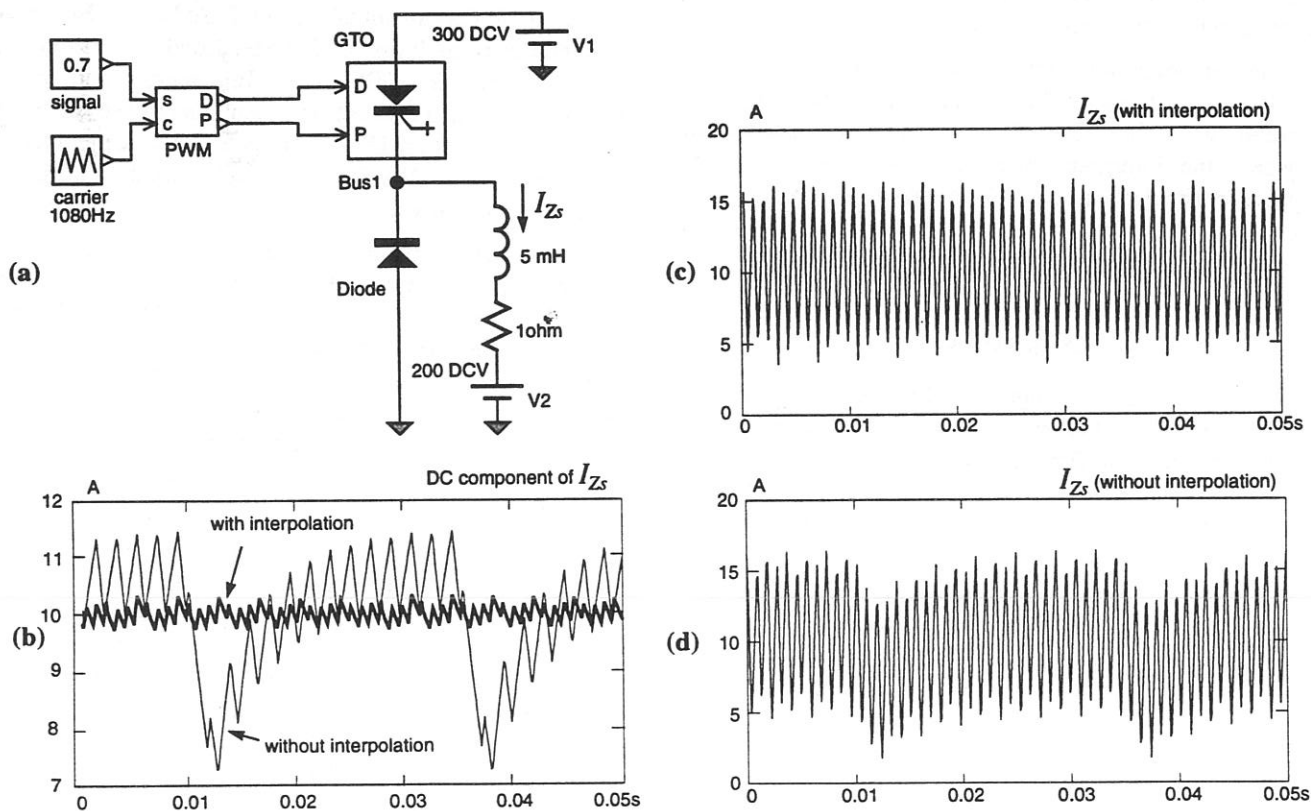 (a)
0.7
signal
carrier
1080Hz
s D
c P
PWM
GTO
D
P
300 DCV
V1
Bus1
I_Zs
5 mH
Diode
1ohm
200 DCV
V2
(b)
A
DC component of I_Zs
with interpolation
without interpolation
12
11
10
9
8
7
0 0.01 0.02 0.03 0.04 0.05s
(c)
A
I_Zs (with interpolation)
20
15
10
5
0
0 0.01 0.02 0.03 0.04 0.05s
(d)
A
I_Zs (without interpolation)
20
15
10
5
0
0 0.01 0.02 0.03 0.04 0.05s